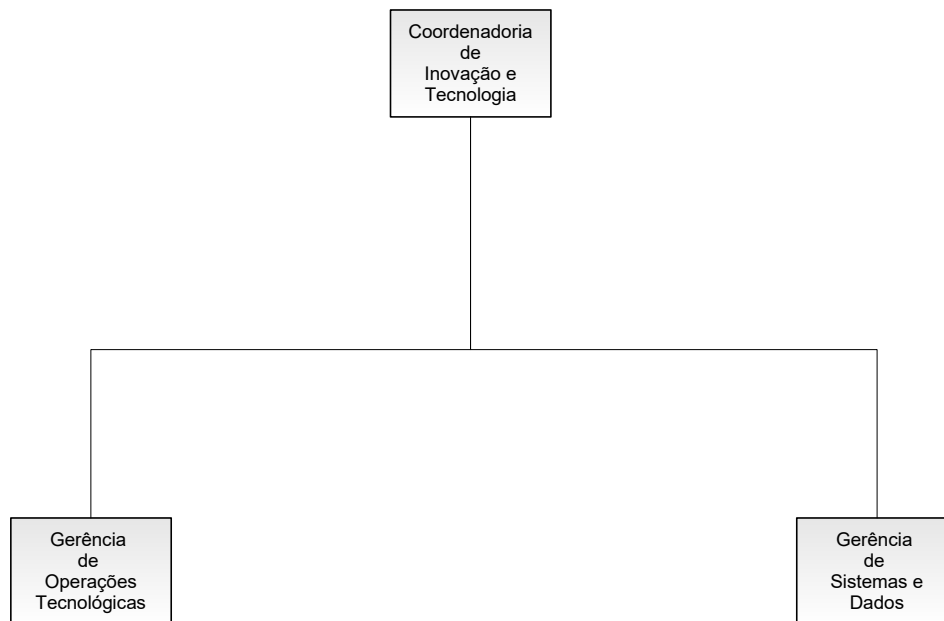 Coordenadoria
de
Inovação e
Tecnologia
Gerência
de
Operações
Tecnológicas
Gerência
de
Sistemas e
Dados